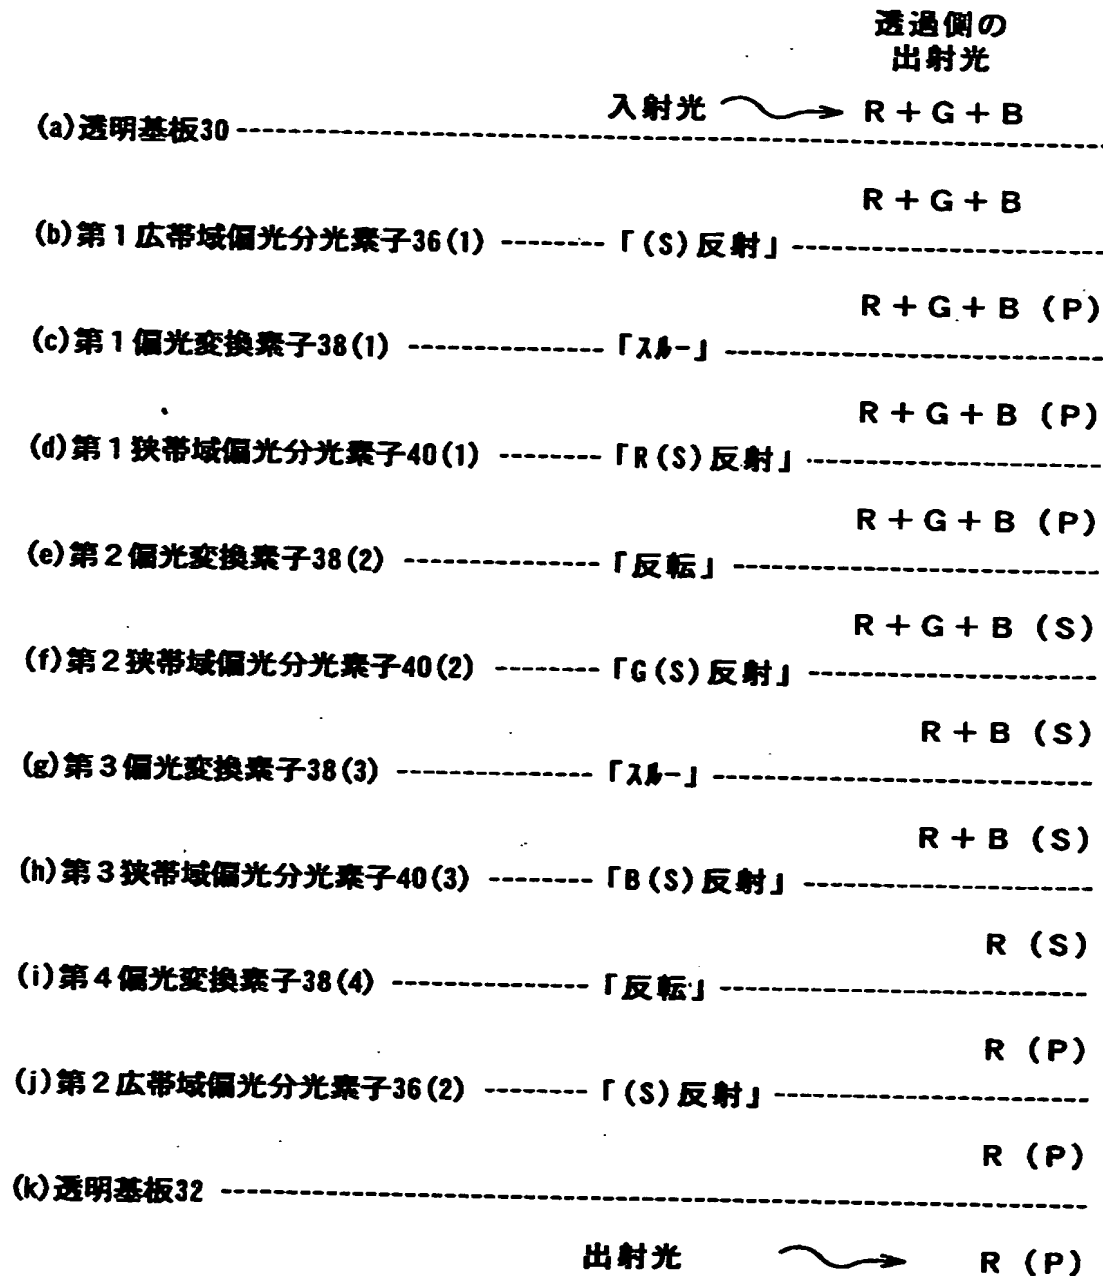 透過側の
出射光
入射光 R+G+B
(a)透明基板30
R+G+B
(b)第1広帯域偏光分光素子36(1) 「(S)反射」
R+G+B (P)
(c)第1偏光変換素子38(1) 「スルー」
R+G+B (P)
(d)第1狭帯域偏光分光素子40(1) 「R(S)反射」
R+G+B (P)
(e)第2偏光変換素子38(2) 「反転」
R+G+B (S)
(f)第2狭帯域偏光分光素子40(2) 「G(S)反射」
R+B (S)
(g)第3偏光変換素子38(3) 「スルー」
R+B (S)
(h)第3狭帯域偏光分光素子40(3) 「B(S)反射」
R (S)
(i)第4偏光変換素子38(4) 「反転」
R (P)
(j)第2広帯域偏光分光素子36(2) 「(S)反射」
R (P)
(k)透明基板32
出射光 R (P)